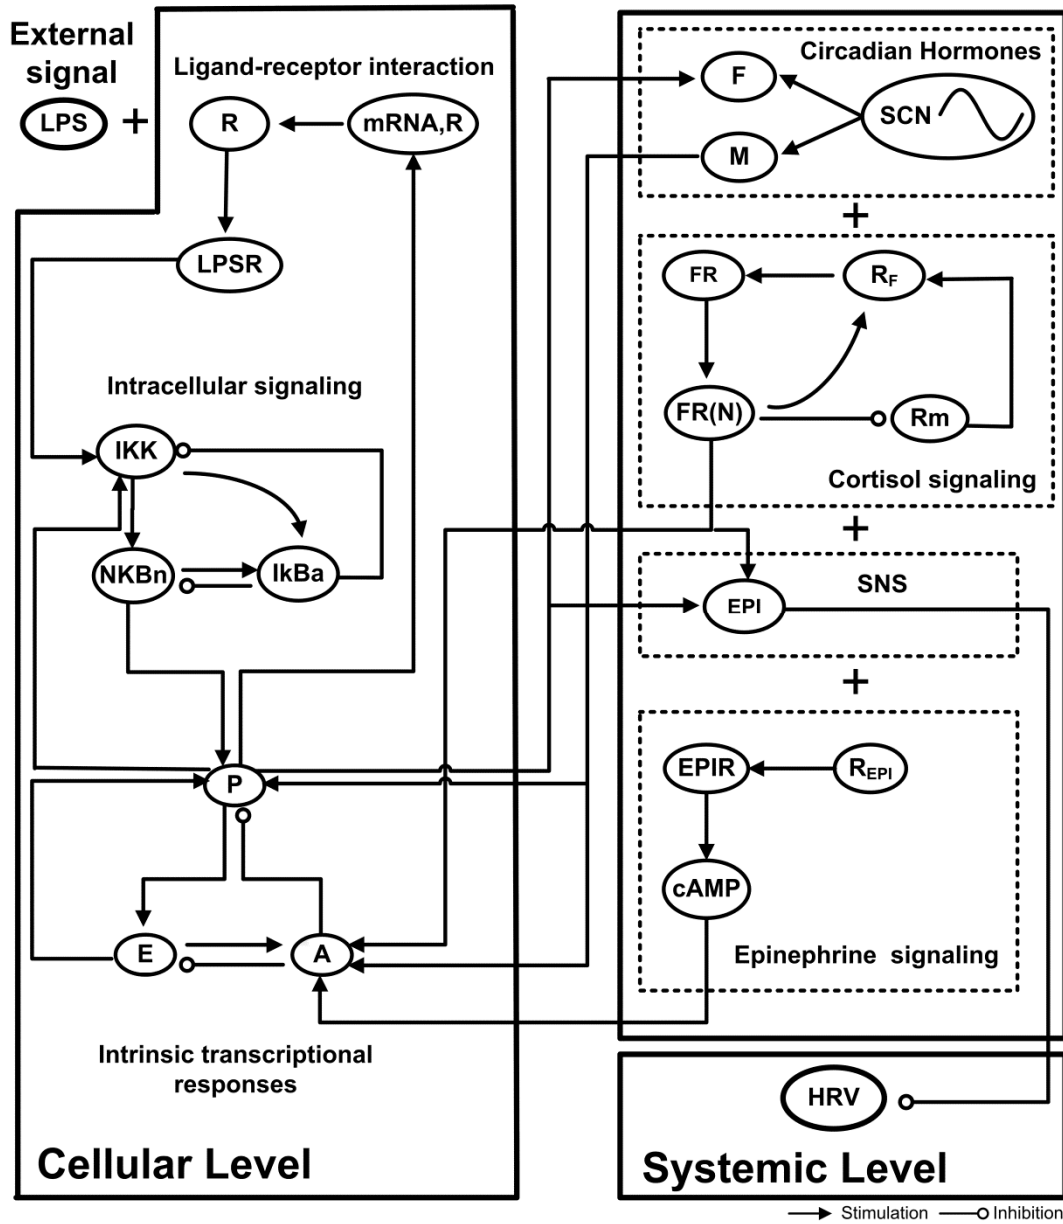 External
signal
LPS
+
Ligand-receptor interaction
R
mRNA,R
LPSR
Intracellular signaling
IKK
NKBn
IkBa
P
E
A
Intrinsic transcriptional
responses
Cellular Level
Circadian Hormones
F
SCN
M
+
FR
RF
FR(N)
Rm
Cortisol signaling
+
SNS
EPI
+
EPIR
REPI
cAMP
Epinephrine signaling
HRV
Systemic Level
Stimulation
Inhibition